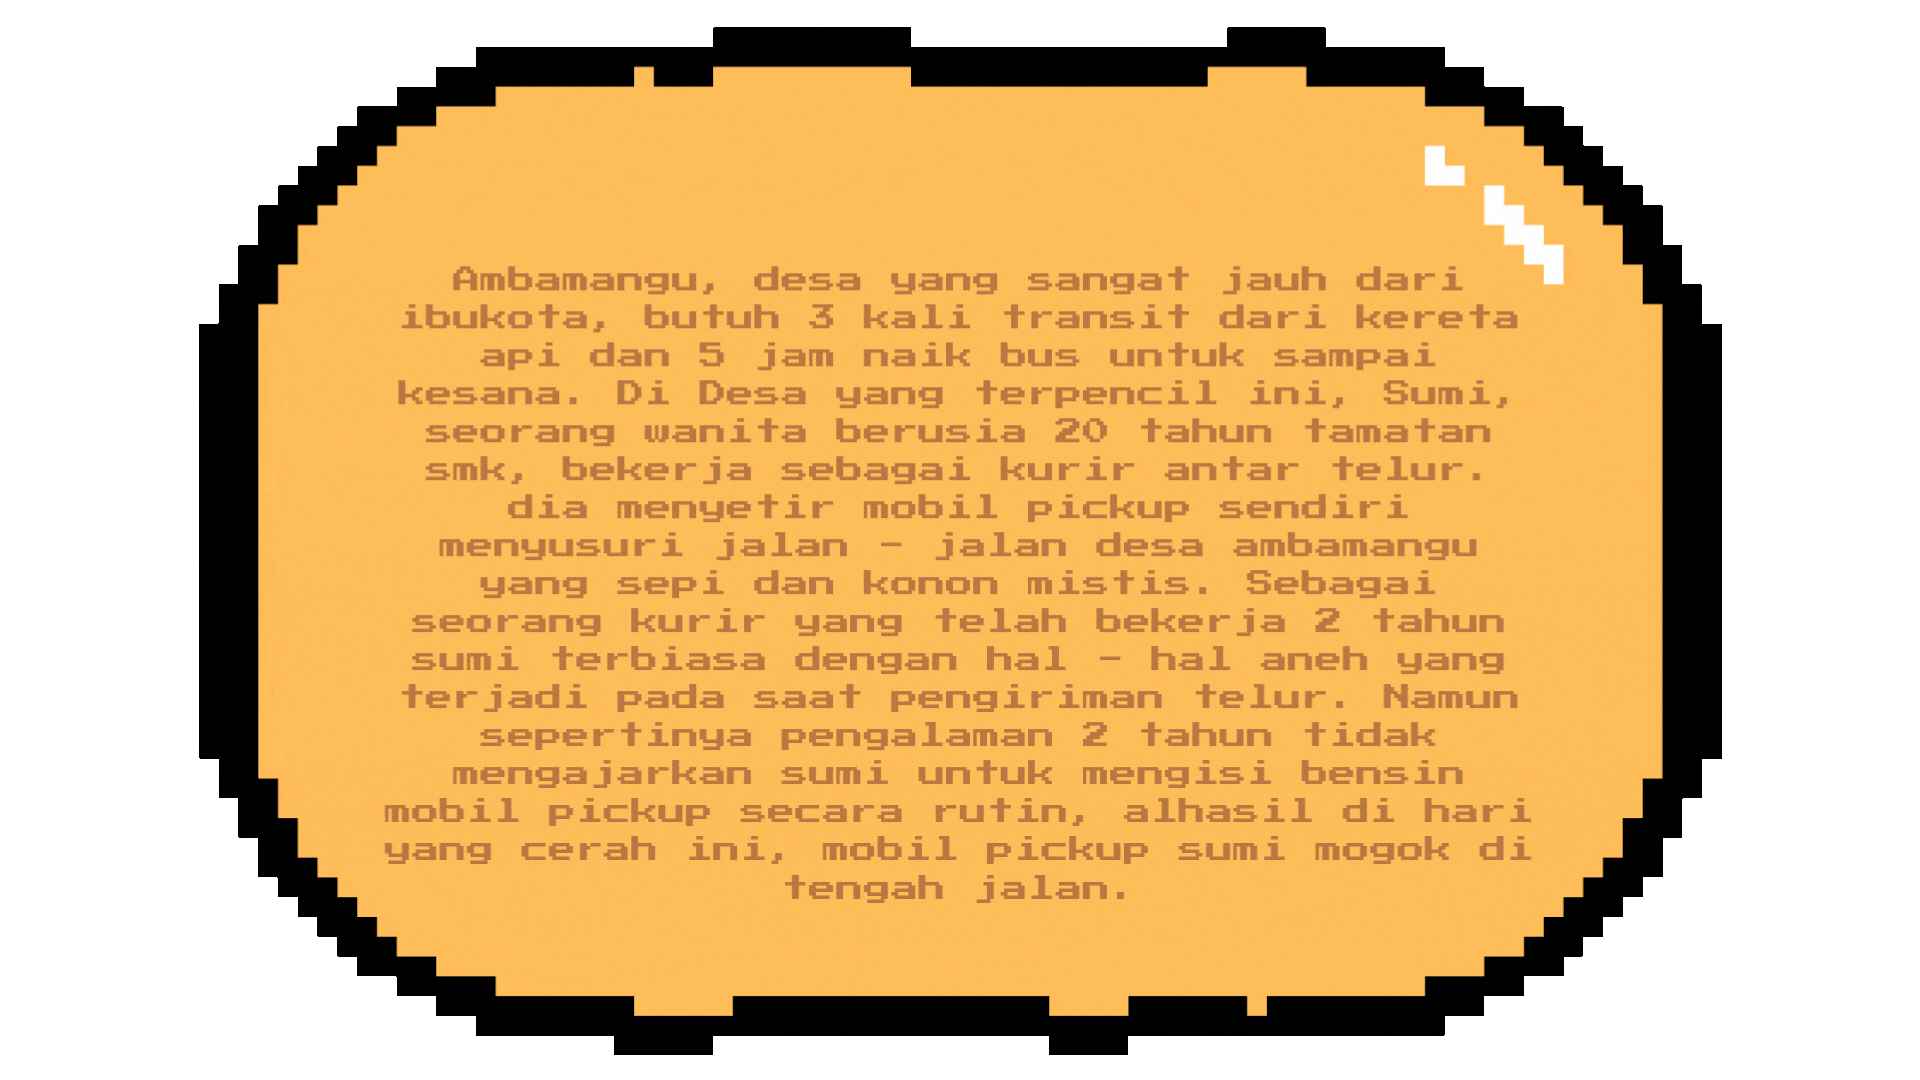 Ambamangu, desa yang sangat jauh dari
ibukota, butuh 3 kali transit dari kereta
api dan 5 jam naik bus untuk sampai
kesana. Di Desa yang terpencil ini, Sumi,
seorang wanita berusia 20 tahun tamatan
smk, bekerja sebagai kurir antar telur.
dia menyetir mobil pickup sendiri
menyusuri jalan - jalan desa ambamangu
yang sepi dan konon mistis. Sebagai
seorang kurir yang telah bekerja 2 tahun
sumi terbiasa dengan hal - hal aneh yang
terjadi pada saat pengiriman telur. Namun
sepertinya pengalaman 2 tahun tidak
mengajarkan sumi untuk mengisi bensin
mobil pickup secara rutin, alhasil di hari
yang cerah ini, mobil pickup sumi mogok di
tengah jalan.